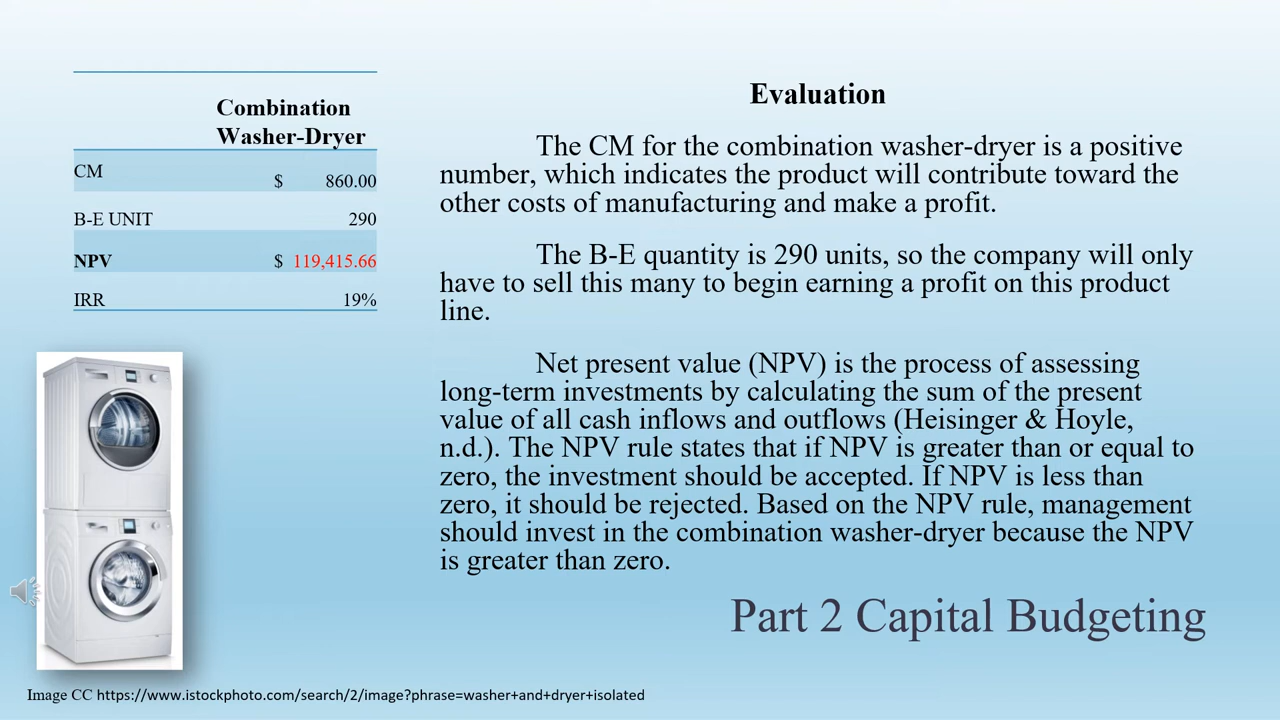 Combination
Washer-Dryer
CM $ 860.00
B-E UNIT 290
NPV $ 119,415.66
IRR 19%
Evaluation
The CM for the combination washer-dryer is a positive
number, which indicates the product will contribute toward the
other costs of manufacturing and make a profit.
The B-E quantity is 290 units, so the company will only
have to sell this many to begin earning a profit on this product
line.
Net present value (NPV) is the process of assessing
long-term investments by calculating the sum of the present
value of all cash inflows and outflows (Heisinger & Hoyle,
n.d.). The NPV rule states that if NPV is greater than or equal to
zero, the investment should be accepted. If NPV is less than
zero, it should be rejected. Based on the NPV rule, management
should invest in the combination washer-dryer because the NPV
is greater than zero.
Part 2 Capital Budgeting
Image CC https://www.istockphoto.com/search/2/image?phrase=washer+and+dryer+isolated